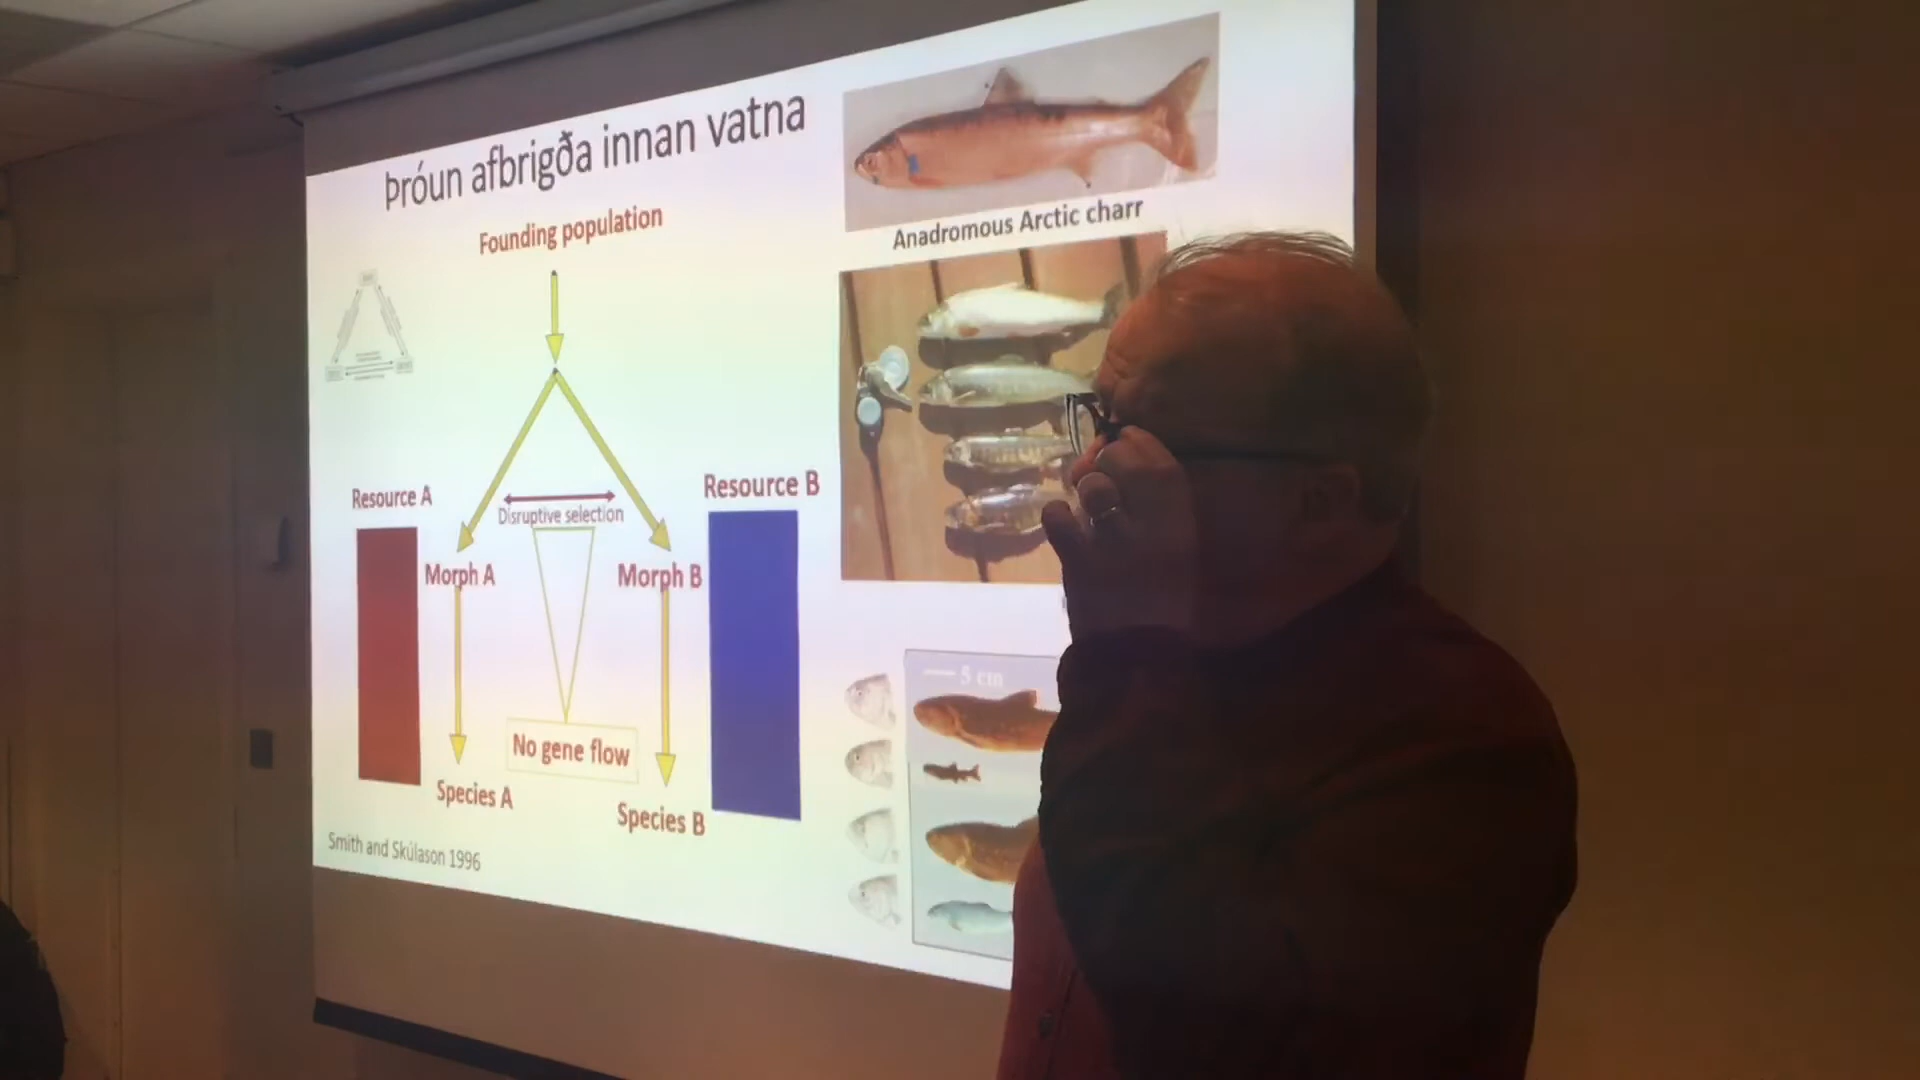 Þróun afbrigða innan vatna
Founding population
Anadromous Arctic charr
Resource A
Resource B
Disruptive selection
Morph A
Morph B
No gene flow
5 cm
Species A
Species B
Smith and Skúlason 1996